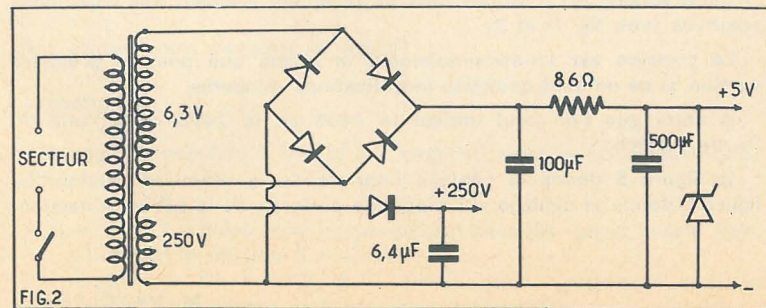 6,3V
SECTEUR
250V
+250V
6,4µF
86Ω
+5V
100µF
500µF
-
FIG.2